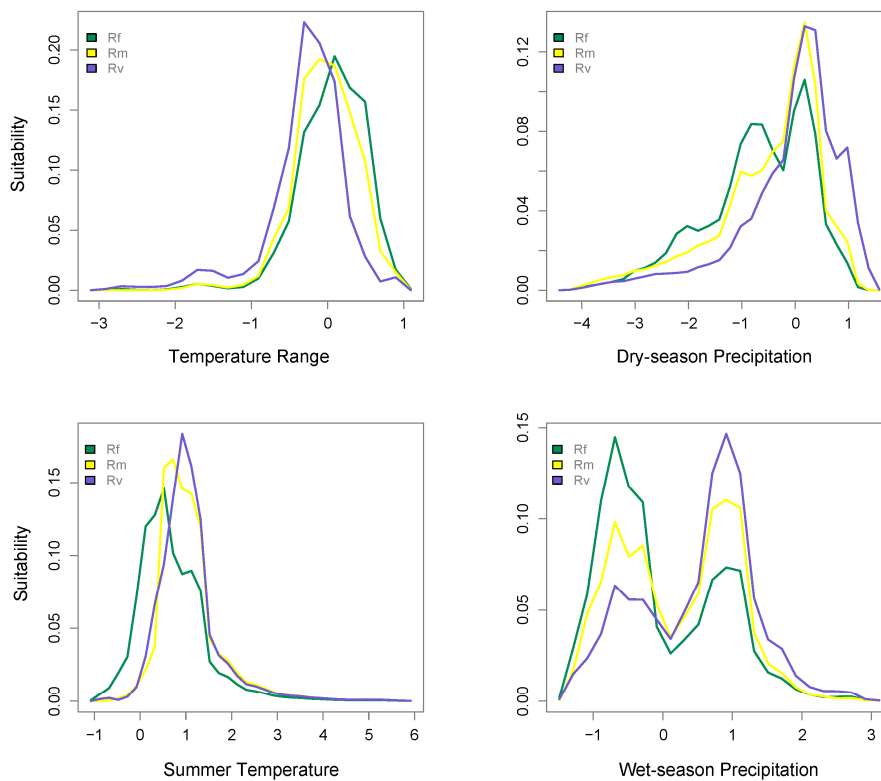 Suitability
0.00 0.05 0.10 0.15 0.20
Rf
Rm
Rv
−3 −2 −1 0 1
Temperature Range
0.00 0.04 0.08 0.12
Rf
Rm
Rv
−4 −3 −2 −1 0 1
Dry-season Precipitation
Suitability
0.00 0.05 0.10 0.15
Rf
Rm
Rv
−1 0 1 2 3 4 5 6
Summer Temperature
0.00 0.05 0.10 0.15
Rf
Rm
Rv
−1 0 1 2 3
Wet-season Precipitation